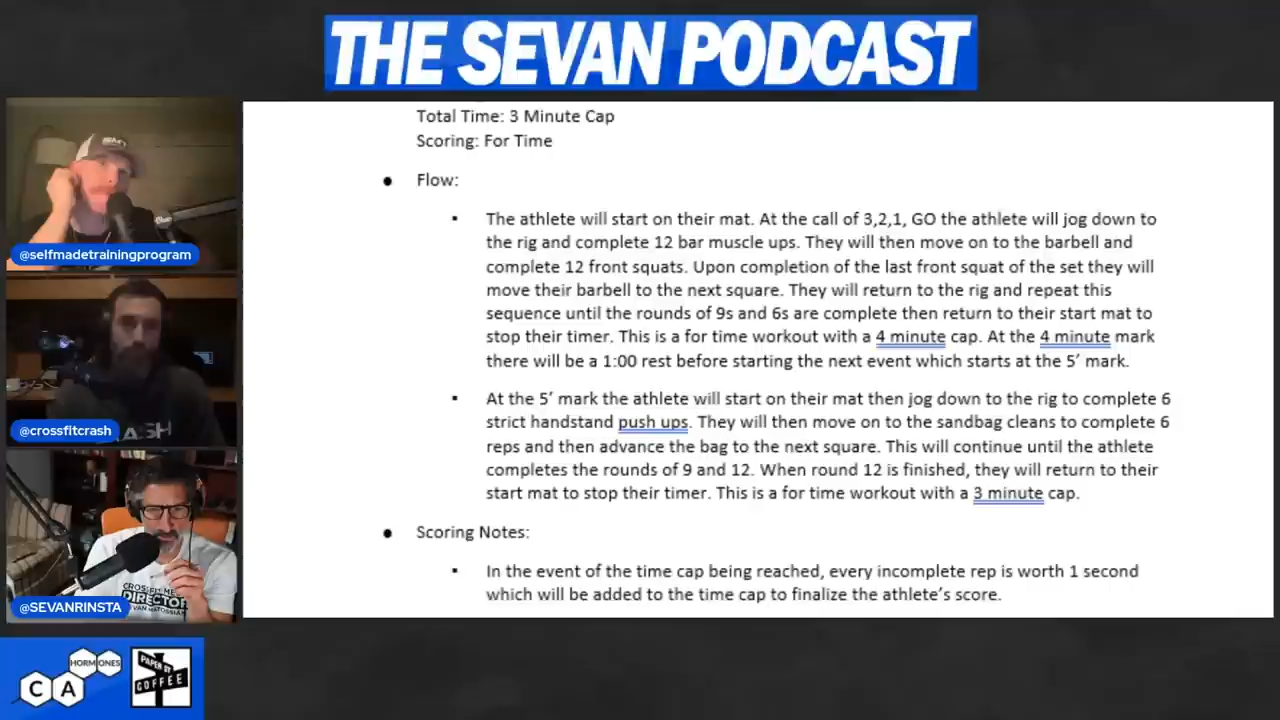 THE SEVAN PODCAST
Total Time: 3 Minute Cap
Scoring: For Time
● Flow:
▪ The athlete will start on their mat. At the call of 3,2,1, GO the athlete will jog down to
the rig and complete 12 bar muscle ups. They will then move on to the barbell and
complete 12 front squats. Upon completion of the last front squat of the set they will
move their barbell to the next square. They will return to the rig and repeat this
sequence until the rounds of 9s and 6s are complete then return to their start mat to
stop their timer. This is a for time workout with a 4 minute cap. At the 4 minute mark
there will be a 1:00 rest before starting the next event which starts at the 5’ mark.
▪ At the 5’ mark the athlete will start on their mat then jog down to the rig to complete 6
strict handstand push ups. They will then move on to the sandbag cleans to complete 6
reps and then advance the bag to the next square. This will continue until the athlete
completes the rounds of 9 and 12. When round 12 is finished, they will return to their
start mat to stop their timer. This is a for time workout with a 3 minute cap.
● Scoring Notes:
▪ In the event of the time cap being reached, every incomplete rep is worth 1 second
which will be added to the time cap to finalize the athlete’s score.
@selfmadetrainingprogram
@crossfitcrash
DIRECTOR
@SEVANRINSTA
HORMONES
CA
PAPER ST
COFFEE